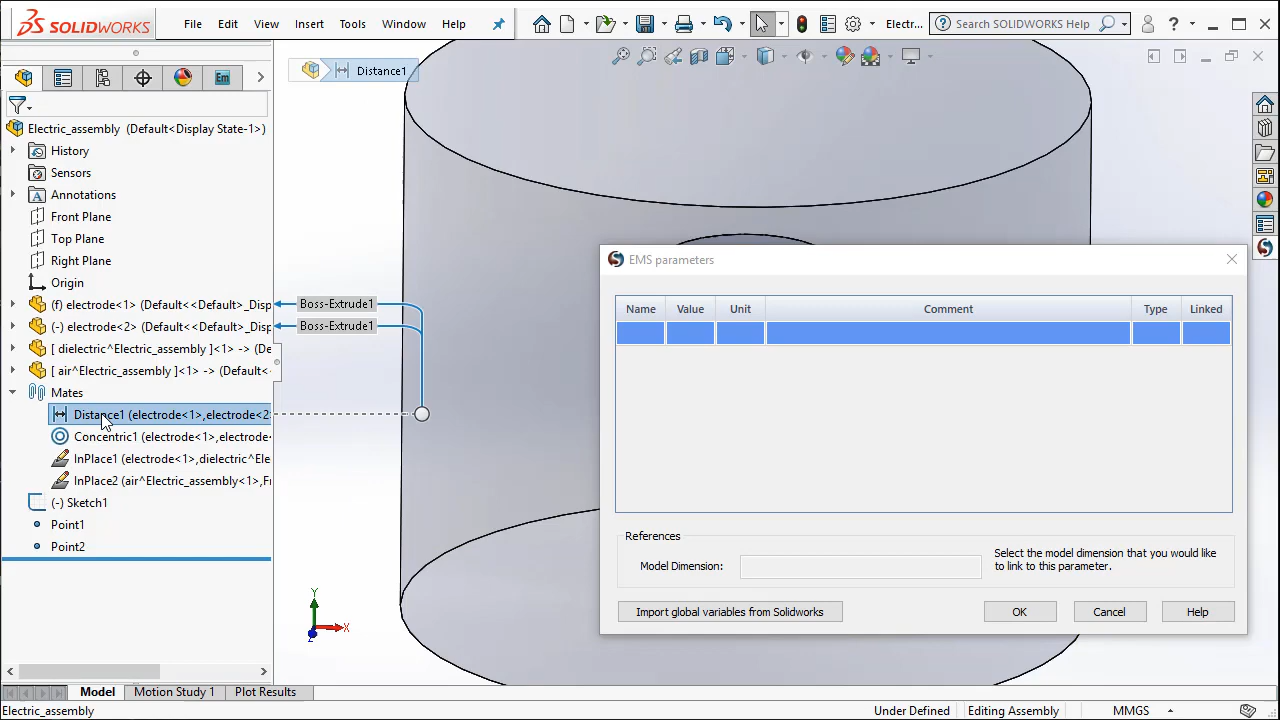 SOLIDWORKS File Edit View Insert Tools Window Help Electr... Search SOLIDWORKS Help ?
Em
Distance1
Electric_assembly (Default<Display State-1>)
History
Sensors
A Annotations
Front Plane
Top Plane
Right Plane
Origin
(f) electrode<1> (Default<<Default>_Disp
(-) electrode<2> (Default<<Default>_Disp
[ dielectric^Electric_assembly ]<1> -> (De
[ air^Electric_assembly ]<1> -> (Default<
Mates
Distance1 (electrode<1>,electrode<2
Concentric1 (electrode<1>,electrode<
InPlace1 (electrode<1>,dielectric^Ele
InPlace2 (air^Electric_assembly<1>,F
(-) Sketch1
Point1
Point2
Boss-Extrude1
Boss-Extrude1
Y
X
Z
EMS parameters
Name Value Unit Comment Type Linked
References
Model Dimension:
Select the model dimension that you would like
to link to this parameter.
Import global variables from Solidworks OK Cancel Help
Model Motion Study 1 Plot Results
Electric_assembly Under Defined Editing Assembly MMGS